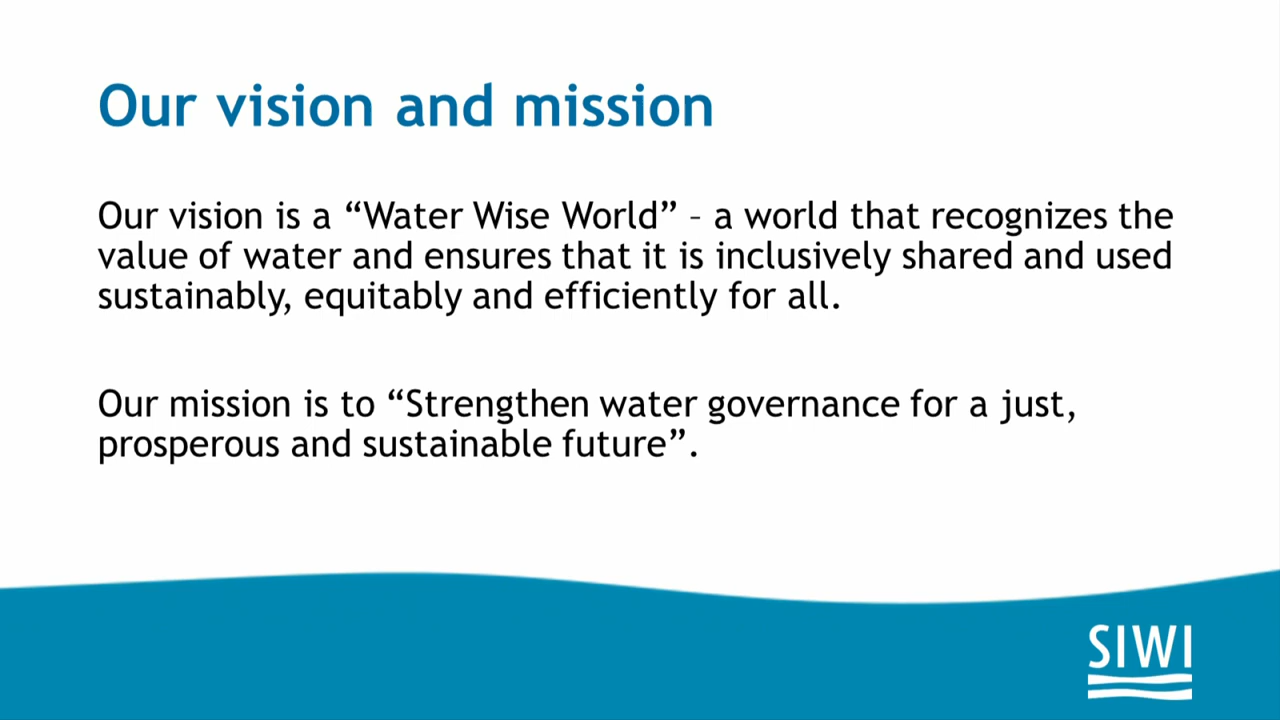 Our vision and mission
Our vision is a “Water Wise World” – a world that recognizes the
value of water and ensures that it is inclusively shared and used
sustainably, equitably and efficiently for all.
Our mission is to “Strengthen water governance for a just,
prosperous and sustainable future”.
SIWI